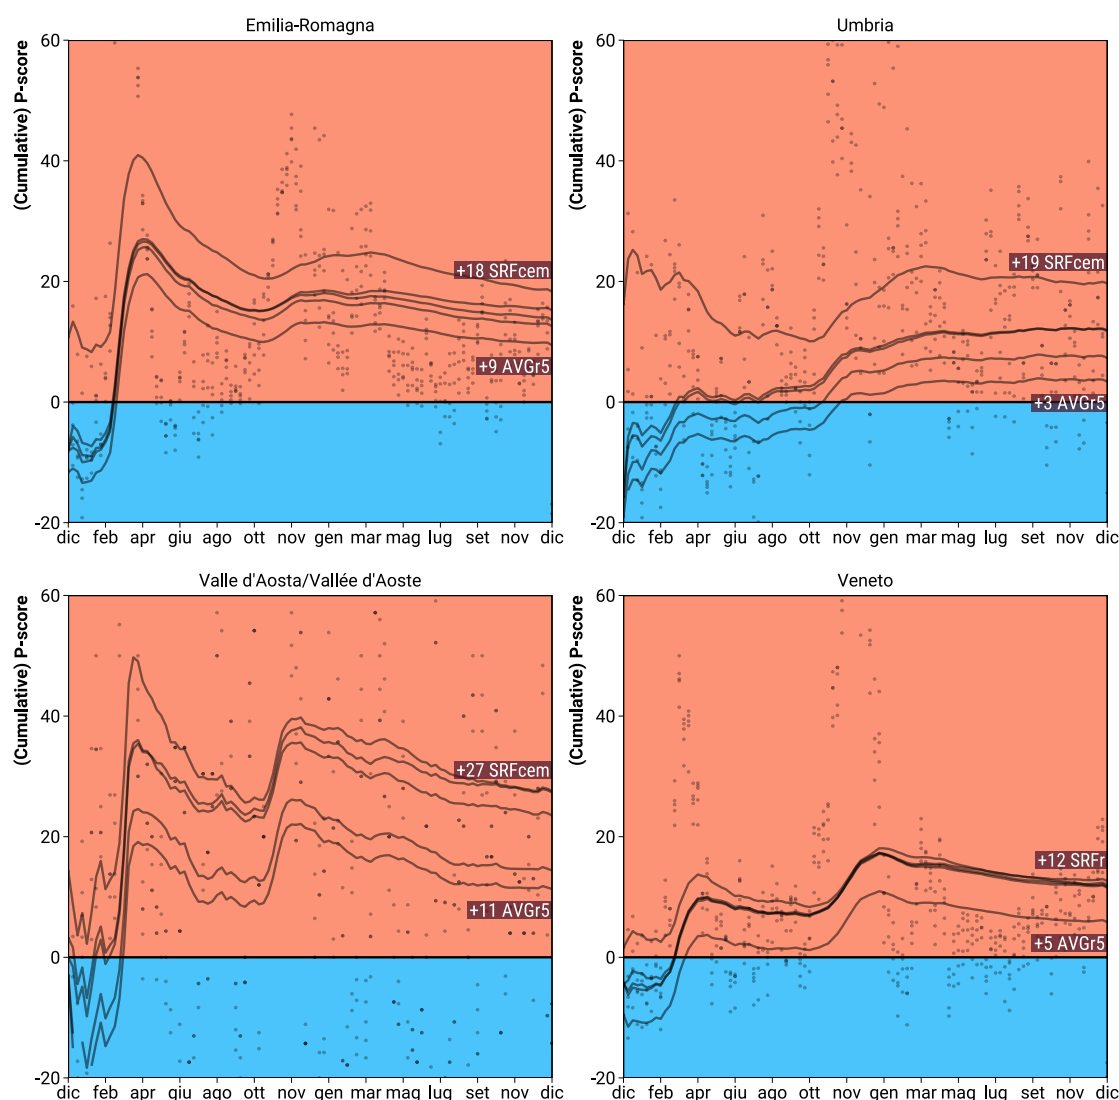 Emilia-Romagna
(Cumulative) P-score
60
40
20
0
-20
+18 SRFcem
+9 AVGr5
dic feb apr giu ago ott nov gen mar mag lug set nov dic
Umbria
(Cumulative) P-score
60
40
20
0
-20
+19 SRFcem
+3 AVGr5
dic feb apr giu ago ott nov gen mar mag lug set nov dic
Valle d'Aosta/Vallée d'Aoste
(Cumulative) P-score
60
40
20
0
-20
+27 SRFcem
+11 AVGr5
dic feb apr giu ago ott nov gen mar mag lug set nov dic
Veneto
(Cumulative) P-score
60
40
20
0
-20
+12 SRFr
+5 AVGr5
dic feb apr giu ago ott nov gen mar mag lug set nov dic